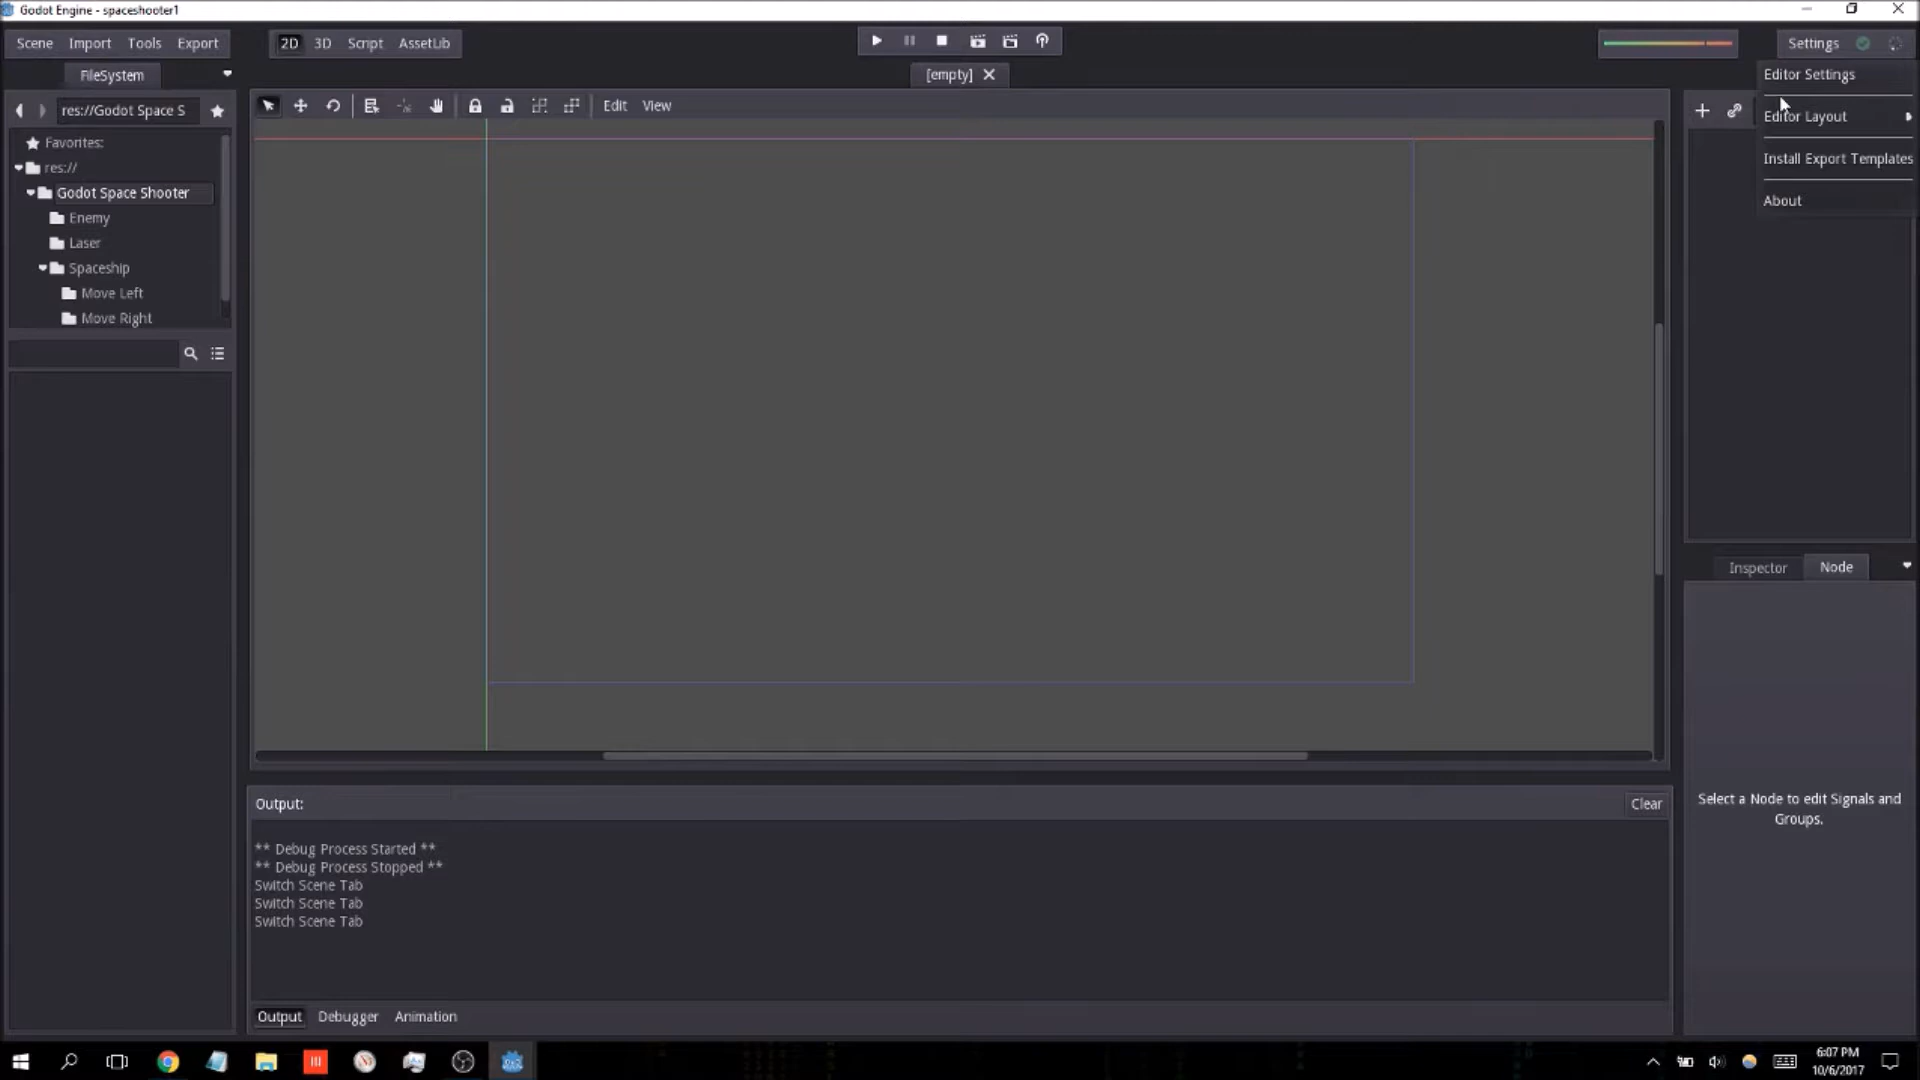 Godot Engine - spaceshooter1
Scene Import Tools Export
2D 3D Script AssetLib
Settings
FileSystem
[empty]
Editor Settings
res://Godot Space S
Edit View
Editor Layout
Favorites:
res://
Install Export Templates
Godot Space Shooter
About
Enemy
Laser
Spaceship
Move Left
Move Right
Inspector Node
Select a Node to edit Signals and
Groups.
Output:
Clear
** Debug Process Started **
** Debug Process Stopped **
Switch Scene Tab
Switch Scene Tab
Switch Scene Tab
Output Debugger Animation
6:07 PM
10/6/2017